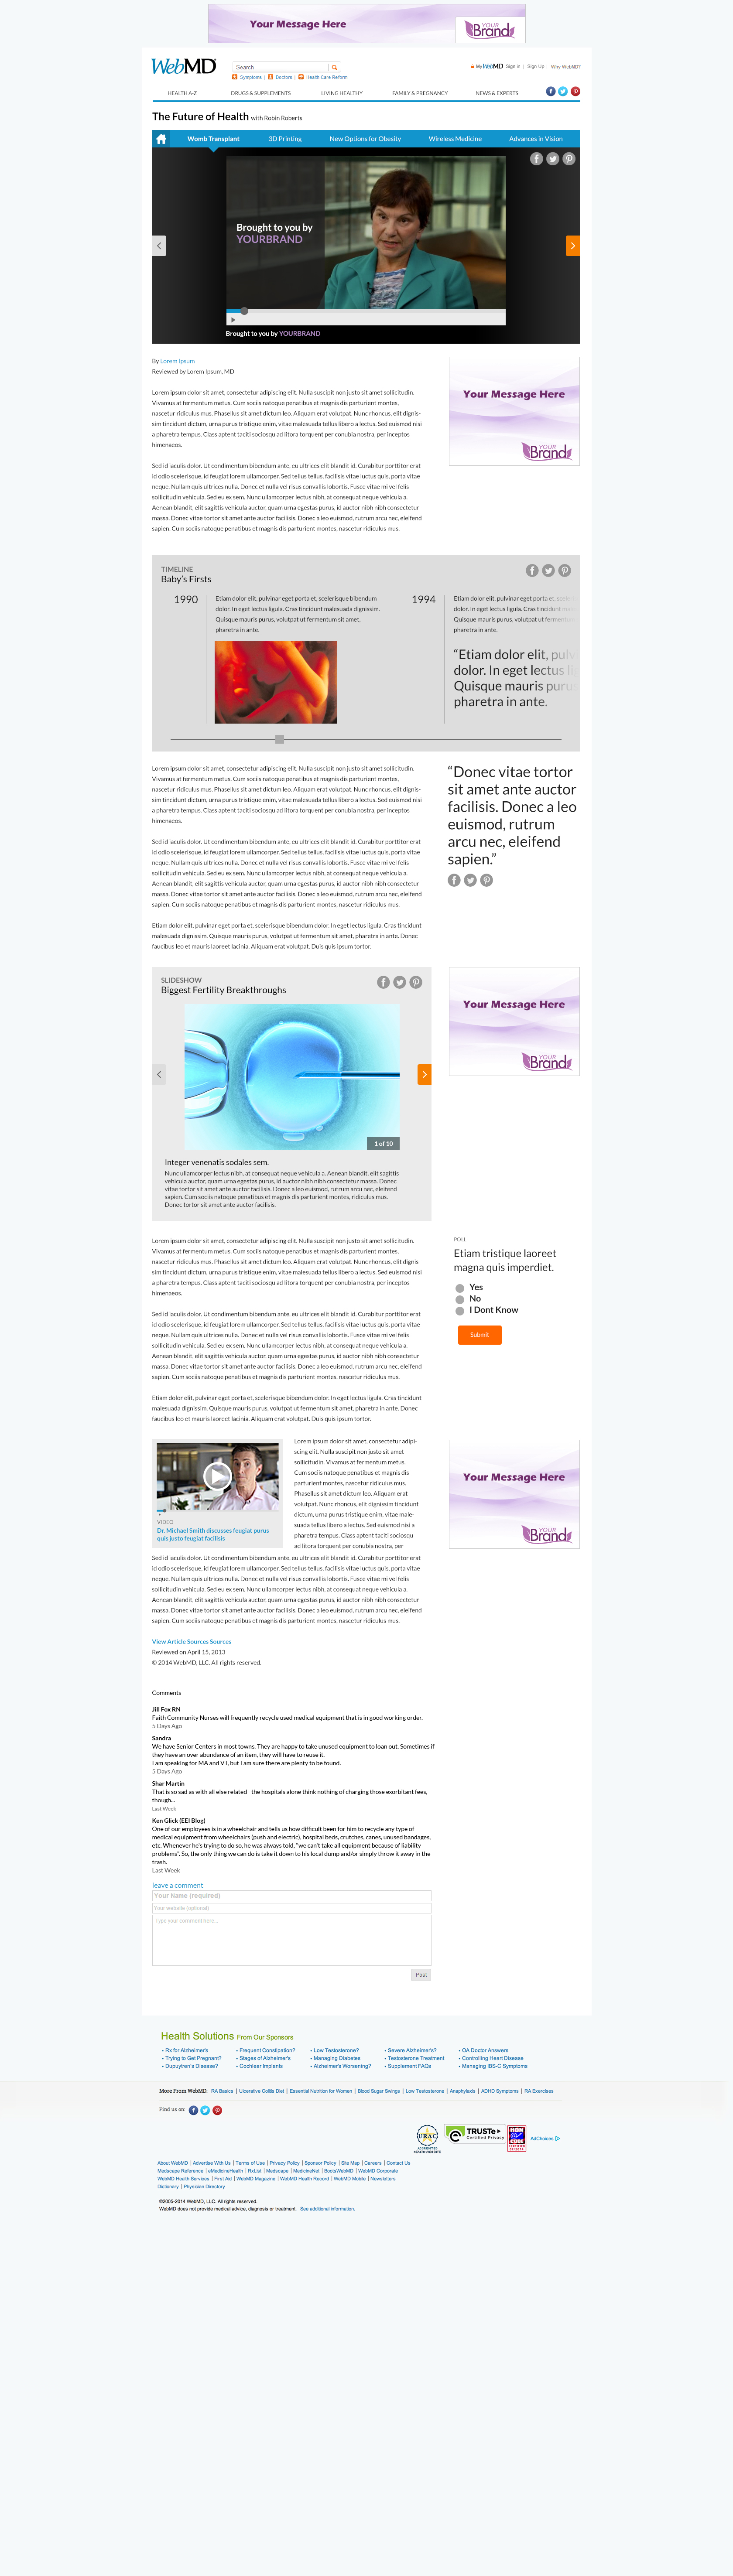 Your Message Here
YOUR Brand
WebMD
Search
My WebMD Sign in | Sign Up | Why WebMD?
Symptoms | Doctors | Health Care Reform
HEALTH A-Z DRUGS & SUPPLEMENTS LIVING HEALTHY FAMILY & PREGNANCY NEWS & EXPERTS
The Future of Health with Robin Roberts
Womb Transplant 3D Printing New Options for Obesity Wireless Medicine Advances in Vision
Brought to you by
YOURBRAND
Brought to you by YOURBRAND
By Lorem Ipsum
Reviewed by Lorem Ipsum, MD
Lorem ipsum dolor sit amet, consectetur adipiscing elit. Nulla suscipit non justo sit amet sollicitudin.
Vivamus at fermentum metus. Cum sociis natoque penatibus et magnis dis parturient montes,
nascetur ridiculus mus. Phasellus sit amet dictum leo. Aliquam erat volutpat. Nunc rhoncus, elit dignis-
sim tincidunt dictum, urna purus tristique enim, vitae malesuada tellus libero a lectus. Sed euismod nisi
a pharetra tempus. Class aptent taciti sociosqu ad litora torquent per conubia nostra, per inceptos
himenaeos.
Sed id iaculis dolor. Ut condimentum bibendum ante, eu ultrices elit blandit id. Curabitur porttitor erat
id odio scelerisque, id feugiat lorem ullamcorper. Sed tellus tellus, facilisis vitae luctus quis, porta vitae
neque. Nullam quis ultrices nulla. Donec et nulla vel risus convallis lobortis. Fusce vitae mi vel felis
sollicitudin vehicula. Sed eu ex sem. Nunc ullamcorper lectus nibh, at consequat neque vehicula a.
Aenean blandit, elit sagittis vehicula auctor, quam urna egestas purus, id auctor nibh nibh consectetur
massa. Donec vitae tortor sit amet ante auctor facilisis. Donec a leo euismod, rutrum arcu nec, eleifend
sapien. Cum sociis natoque penatibus et magnis dis parturient montes, nascetur ridiculus mus.
Your Message Here
YOUR Brand
TIMELINE
Baby's Firsts
1990
Etiam dolor elit, pulvinar eget porta et, scelerisque bibendum
dolor. In eget lectus ligula. Cras tincidunt malesuada dignissim.
Quisque mauris purus, volutpat ut fermentum sit amet,
pharetra in ante.
1994
Etiam dolor elit, pulvinar eget porta et,
dolor. In eget lectus ligula. Cras tincidunt
Quisque mauris purus, volutpat ut
pharetra in ante.
“Etiam dolor elit, pulv
dolor. In eget lectus li
Quisque mauris purus
pharetra in ante.
Lorem ipsum dolor sit amet, consectetur adipiscing elit. Nulla suscipit non justo sit amet sollicitudin.
Vivamus at fermentum metus. Cum sociis natoque penatibus et magnis dis parturient montes,
nascetur ridiculus mus. Phasellus sit amet dictum leo. Aliquam erat volutpat. Nunc rhoncus, elit dignis-
sim tincidunt dictum, urna purus tristique enim, vitae malesuada tellus libero a lectus. Sed euismod nisi
a pharetra tempus. Class aptent taciti sociosqu ad litora torquent per conubia nostra, per inceptos
himenaeos.
Sed id iaculis dolor. Ut condimentum bibendum ante, eu ultrices elit blandit id. Curabitur porttitor erat
id odio scelerisque, id feugiat lorem ullamcorper. Sed tellus tellus, facilisis vitae luctus quis, porta vitae
neque. Nullam quis ultrices nulla. Donec et nulla vel risus convallis lobortis. Fusce vitae mi vel felis
sollicitudin vehicula. Sed eu ex sem. Nunc ullamcorper lectus nibh, at consequat neque vehicula a.
Aenean blandit, elit sagittis vehicula auctor, quam urna egestas purus, id auctor nibh nibh consectetur
massa. Donec vitae tortor sit amet ante auctor facilisis. Donec a leo euismod, rutrum arcu nec, eleifend
sapien. Cum sociis natoque penatibus et magnis dis parturient montes, nascetur ridiculus mus.
Etiam dolor elit, pulvinar eget porta et, scelerisque bibendum dolor. In eget lectus ligula. Cras tincidunt
malesuada dignissim. Quisque mauris purus, volutpat ut fermentum sit amet, pharetra in ante. Donec
faucibus leo et mauris laoreet lacinia. Aliquam erat volutpat. Duis quis ipsum tortor.
“Donec vitae tortor
sit amet ante auctor
facilisis. Donec a leo
euismod, rutrum
arcu nec, eleifend
sapien.”
SLIDESHOW
Biggest Fertility Breakthroughs
1 of 10
Integer venenatis sodales sem.
Nunc ullamcorper lectus nibh, at consequat neque vehicula a. Aenean blandit, elit sagittis
vehicula auctor, quam urna egestas purus, id auctor nibh nibh consectetur massa. Donec
vitae tortor sit amet ante auctor facilisis. Donec a leo euismod, rutrum arcu nec, eleifend
sapien. Cum sociis natoque penatibus et magnis dis parturient montes, ridiculus mus.
Donec tortor sit amet ante auctor facilisis.
Your Message Here
YOUR Brand
Lorem ipsum dolor sit amet, consectetur adipiscing elit. Nulla suscipit non justo sit amet sollicitudin.
Vivamus at fermentum metus. Cum sociis natoque penatibus et magnis dis parturient montes,
nascetur ridiculus mus. Phasellus sit amet dictum leo. Aliquam erat volutpat. Nunc rhoncus, elit dignis-
sim tincidunt dictum, urna purus tristique enim, vitae malesuada tellus libero a lectus. Sed euismod nisi
a pharetra tempus. Class aptent taciti sociosqu ad litora torquent per conubia nostra, per inceptos
himenaeos.
Sed id iaculis dolor. Ut condimentum bibendum ante, eu ultrices elit blandit id. Curabitur porttitor erat
id odio scelerisque, id feugiat lorem ullamcorper. Sed tellus tellus, facilisis vitae luctus quis, porta vitae
neque. Nullam quis ultrices nulla. Donec et nulla vel risus convallis lobortis. Fusce vitae mi vel felis
sollicitudin vehicula. Sed eu ex sem. Nunc ullamcorper lectus nibh, at consequat neque vehicula a.
Aenean blandit, elit sagittis vehicula auctor, quam urna egestas purus, id auctor nibh nibh consectetur
massa. Donec vitae tortor sit amet ante auctor facilisis. Donec a leo euismod, rutrum arcu nec, eleifend
sapien. Cum sociis natoque penatibus et magnis dis parturient montes, nascetur ridiculus mus.
Etiam dolor elit, pulvinar eget porta et, scelerisque bibendum dolor. In eget lectus ligula. Cras tincidunt
malesuada dignissim. Quisque mauris purus, volutpat ut fermentum sit amet, pharetra in ante. Donec
faucibus leo et mauris laoreet lacinia. Aliquam erat volutpat. Duis quis ipsum tortor.
POLL
Etiam tristique laoreet
magna quis imperdiet.
Yes
No
I Dont Know
Submit
VIDEO
Dr. Michael Smith discusses feugiat purus
quis justo feugiat facilisis
Lorem ipsum dolor sit amet, consectetur adipi-
scing elit. Nulla suscipit non justo sit amet
sollicitudin. Vivamus at fermentum metus.
Cum sociis natoque penatibus et magnis dis
parturient montes, nascetur ridiculus mus.
Phasellus sit amet dictum leo. Aliquam erat
volutpat. Nunc rhoncus, elit dignissim tincidunt
dictum, urna purus tristique enim, vitae male-
suada tellus libero a lectus. Sed euismod nisi a
pharetra tempus. Class aptent taciti sociosqu
ad litora torquent per conubia nostra, per
Your Message Here
YOUR Brand
Sed id iaculis dolor. Ut condimentum bibendum ante, eu ultrices elit blandit id. Curabitur porttitor erat
id odio scelerisque, id feugiat lorem ullamcorper. Sed tellus tellus, facilisis vitae luctus quis, porta vitae
neque. Nullam quis ultrices nulla. Donec et nulla vel risus convallis lobortis. Fusce vitae mi vel felis
sollicitudin vehicula. Sed eu ex sem. Nunc ullamcorper lectus nibh, at consequat neque vehicula a.
Aenean blandit, elit sagittis vehicula auctor, quam urna egestas purus, id auctor nibh nibh consectetur
massa. Donec vitae tortor sit amet ante auctor facilisis. Donec a leo euismod, rutrum arcu nec, eleifend
sapien. Cum sociis natoque penatibus et magnis dis parturient montes, nascetur ridiculus mus.
View Article Sources Sources
Reviewed on April 15, 2013
© 2014 WebMD, LLC. All rights reserved.
Comments
Jill Fox RN
Faith Community Nurses will frequently recycle used medical equipment that is in good working order.
5 Days Ago
Sandra
We have Senior Centers in most towns. They are happy to take unused equipment to loan out. Sometimes if
they have an over abundance of an item, they will have to reuse it.
I am speaking for MA and VT, but I am sure there are plenty to be found.
5 Days Ago
Shar Martin
That is so sad as with all else related--the hospitals alone think nothing of charging those exorbitant fees,
though...
Last Week
Ken Glick (EEI Blog)
One of our employees is in a wheelchair and tells us how difficult been for him to recycle any type of
medical equipment from wheelchairs (push and electric), hospital beds, crutches, canes, unused bandages,
etc. Whenever he's trying to do so, he was always told, "we can't take all equipment because of liability
problems". So, the only thing we can do is take it down to his local dump and/or simply throw it away in the
trash.
Last Week
leave a comment
Your Name (required)
Your website (optional)
Type your comment here...
Post
Health Solutions From Our Sponsors
Rx for Alzheimer's Frequent Constipation? Low Testosterone? Severe Alzheimer's? OA Doctor Answers
Trying to Get Pregnant? Stages of Alzheimer's Managing Diabetes Testosterone Treatment Controlling Heart Disease
Dupuytren's Disease? Cochlear Implants Alzheimer's Worsening? Supplement FAQs Managing IBS-C Symptoms
More From WebMD: RA Basics | Ulcerative Colitis Diet | Essential Nutrition for Women | Blood Sugar Swings | Low Testosterone | Anaphylaxis | ADHD Symptoms | RA Exercises
Find us on:
URAC
TRUSTe
Certified Privacy
HON CODE
AdChoices
About WebMD | Advertise With Us | Terms of Use | Privacy Policy | Sponsor Policy | Site Map | Careers | Contact Us
Medscape Reference | eMedicineHealth | RxList | Medscape | MedicineNet | BootsWebMD | WebMD Corporate
WebMD Health Services | First Aid | WebMD Magazine | WebMD Health Record | WebMD Mobile | Newsletters
Dictionary | Physician Directory
©2005-2014 WebMD, LLC. All rights reserved.
WebMD does not provide medical advice, diagnosis or treatment. See additional information.